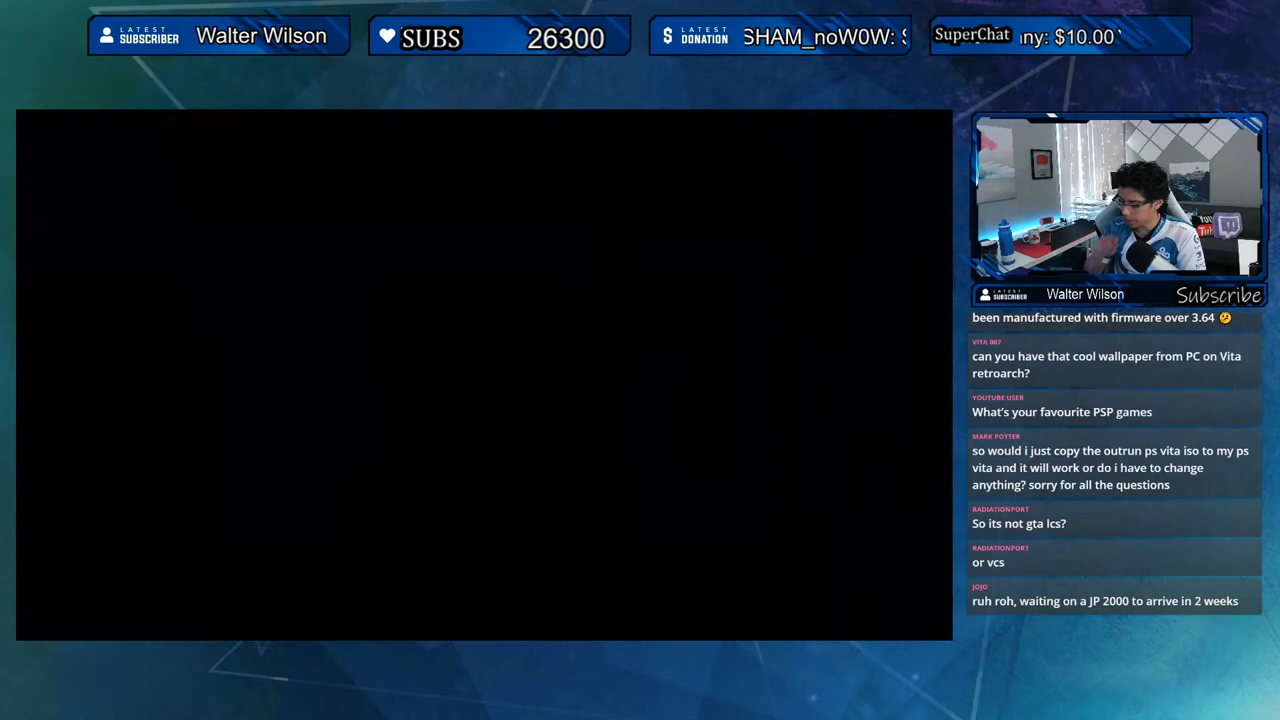 LATEST
SUBSCRIBER
Walter Wilson
SUBS
26300
LATEST
DONATION
SHAM_noW0W:
SuperChat
ny: $10.00
LATEST
SUBSCRIBER
Walter Wilson
Subscribe
been manufactured with firmware over 3.64 🤔
VITA 007
can you have that cool wallpaper from PC on Vita
retroarch?
YOUTUBE USER
What's your favourite PSP games
MARK POTTER
so would i just copy the outrun ps vita iso to my ps
vita and it will work or do i have to change
anything? sorry for all the questions
RADIATIONPORT
So its not gta lcs?
RADIATIONPORT
or vcs
JOJO
ruh roh, waiting on a JP 2000 to arrive in 2 weeks